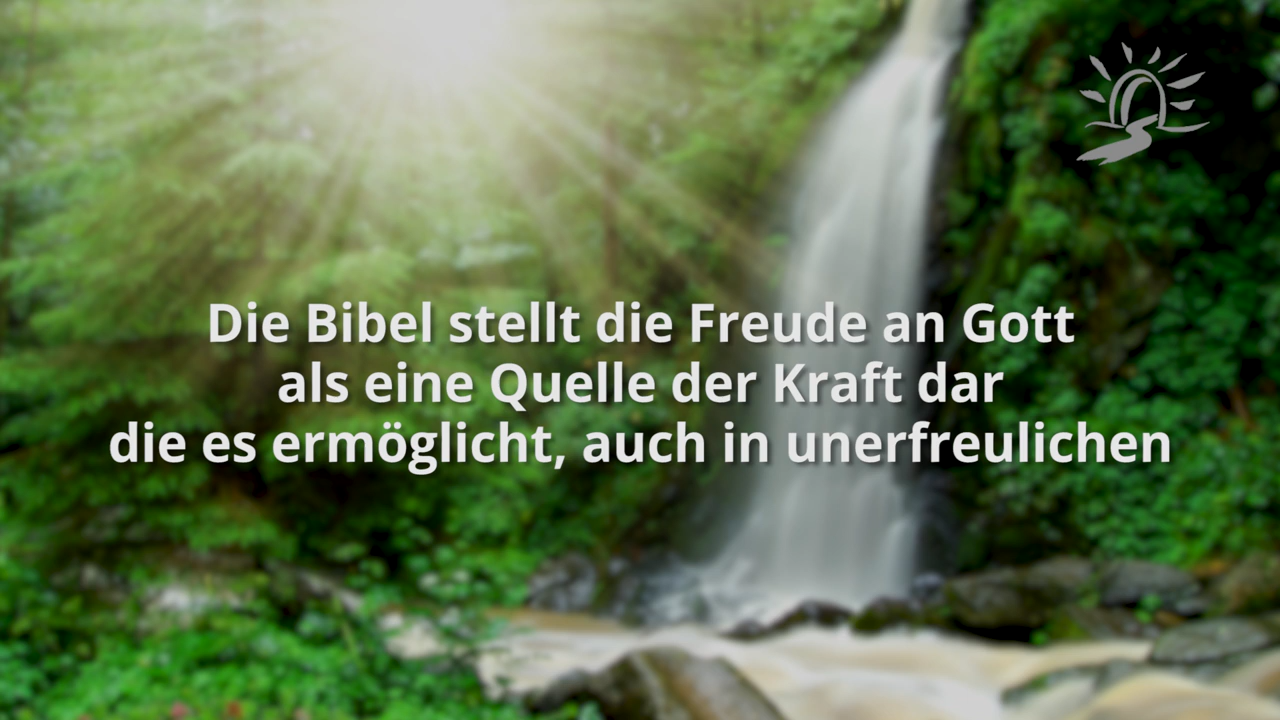 Die Bibel stellt die Freude an Gott
als eine Quelle der Kraft dar
die es ermöglicht, auch in unerfreulichen